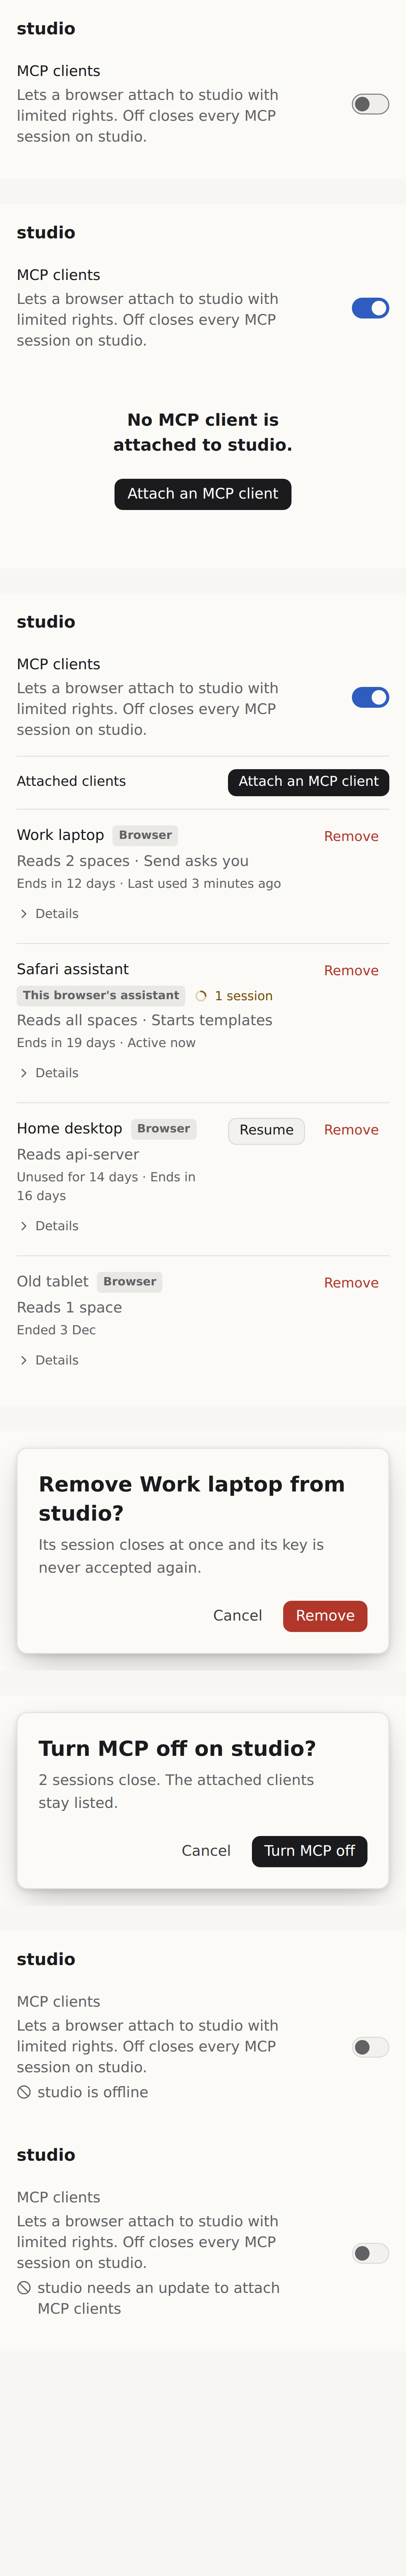 studio
MCP clients
Lets a browser attach to studio with
limited rights. Off closes every MCP
session on studio.
studio
MCP clients
Lets a browser attach to studio with
limited rights. Off closes every MCP
session on studio.
No MCP client is
attached to studio.
Attach an MCP client
studio
MCP clients
Lets a browser attach to studio with
limited rights. Off closes every MCP
session on studio.
Attached clients
Attach an MCP client
Work laptop Browser
Remove
Reads 2 spaces · Send asks you
Ends in 12 days · Last used 3 minutes ago
Details
Safari assistant
Remove
This browser's assistant 1 session
Reads all spaces · Starts templates
Ends in 19 days · Active now
Details
Home desktop Browser
Resume
Remove
Reads api-server
Unused for 14 days · Ends in
16 days
Details
Old tablet Browser
Remove
Reads 1 space
Ended 3 Dec
Details
Remove Work laptop from
studio?
Its session closes at once and its key is
never accepted again.
Cancel
Remove
Turn MCP off on studio?
2 sessions close. The attached clients
stay listed.
Cancel
Turn MCP off
studio
MCP clients
Lets a browser attach to studio with
limited rights. Off closes every MCP
session on studio.
studio is offline
studio
MCP clients
Lets a browser attach to studio with
limited rights. Off closes every MCP
session on studio.
studio needs an update to attach
MCP clients